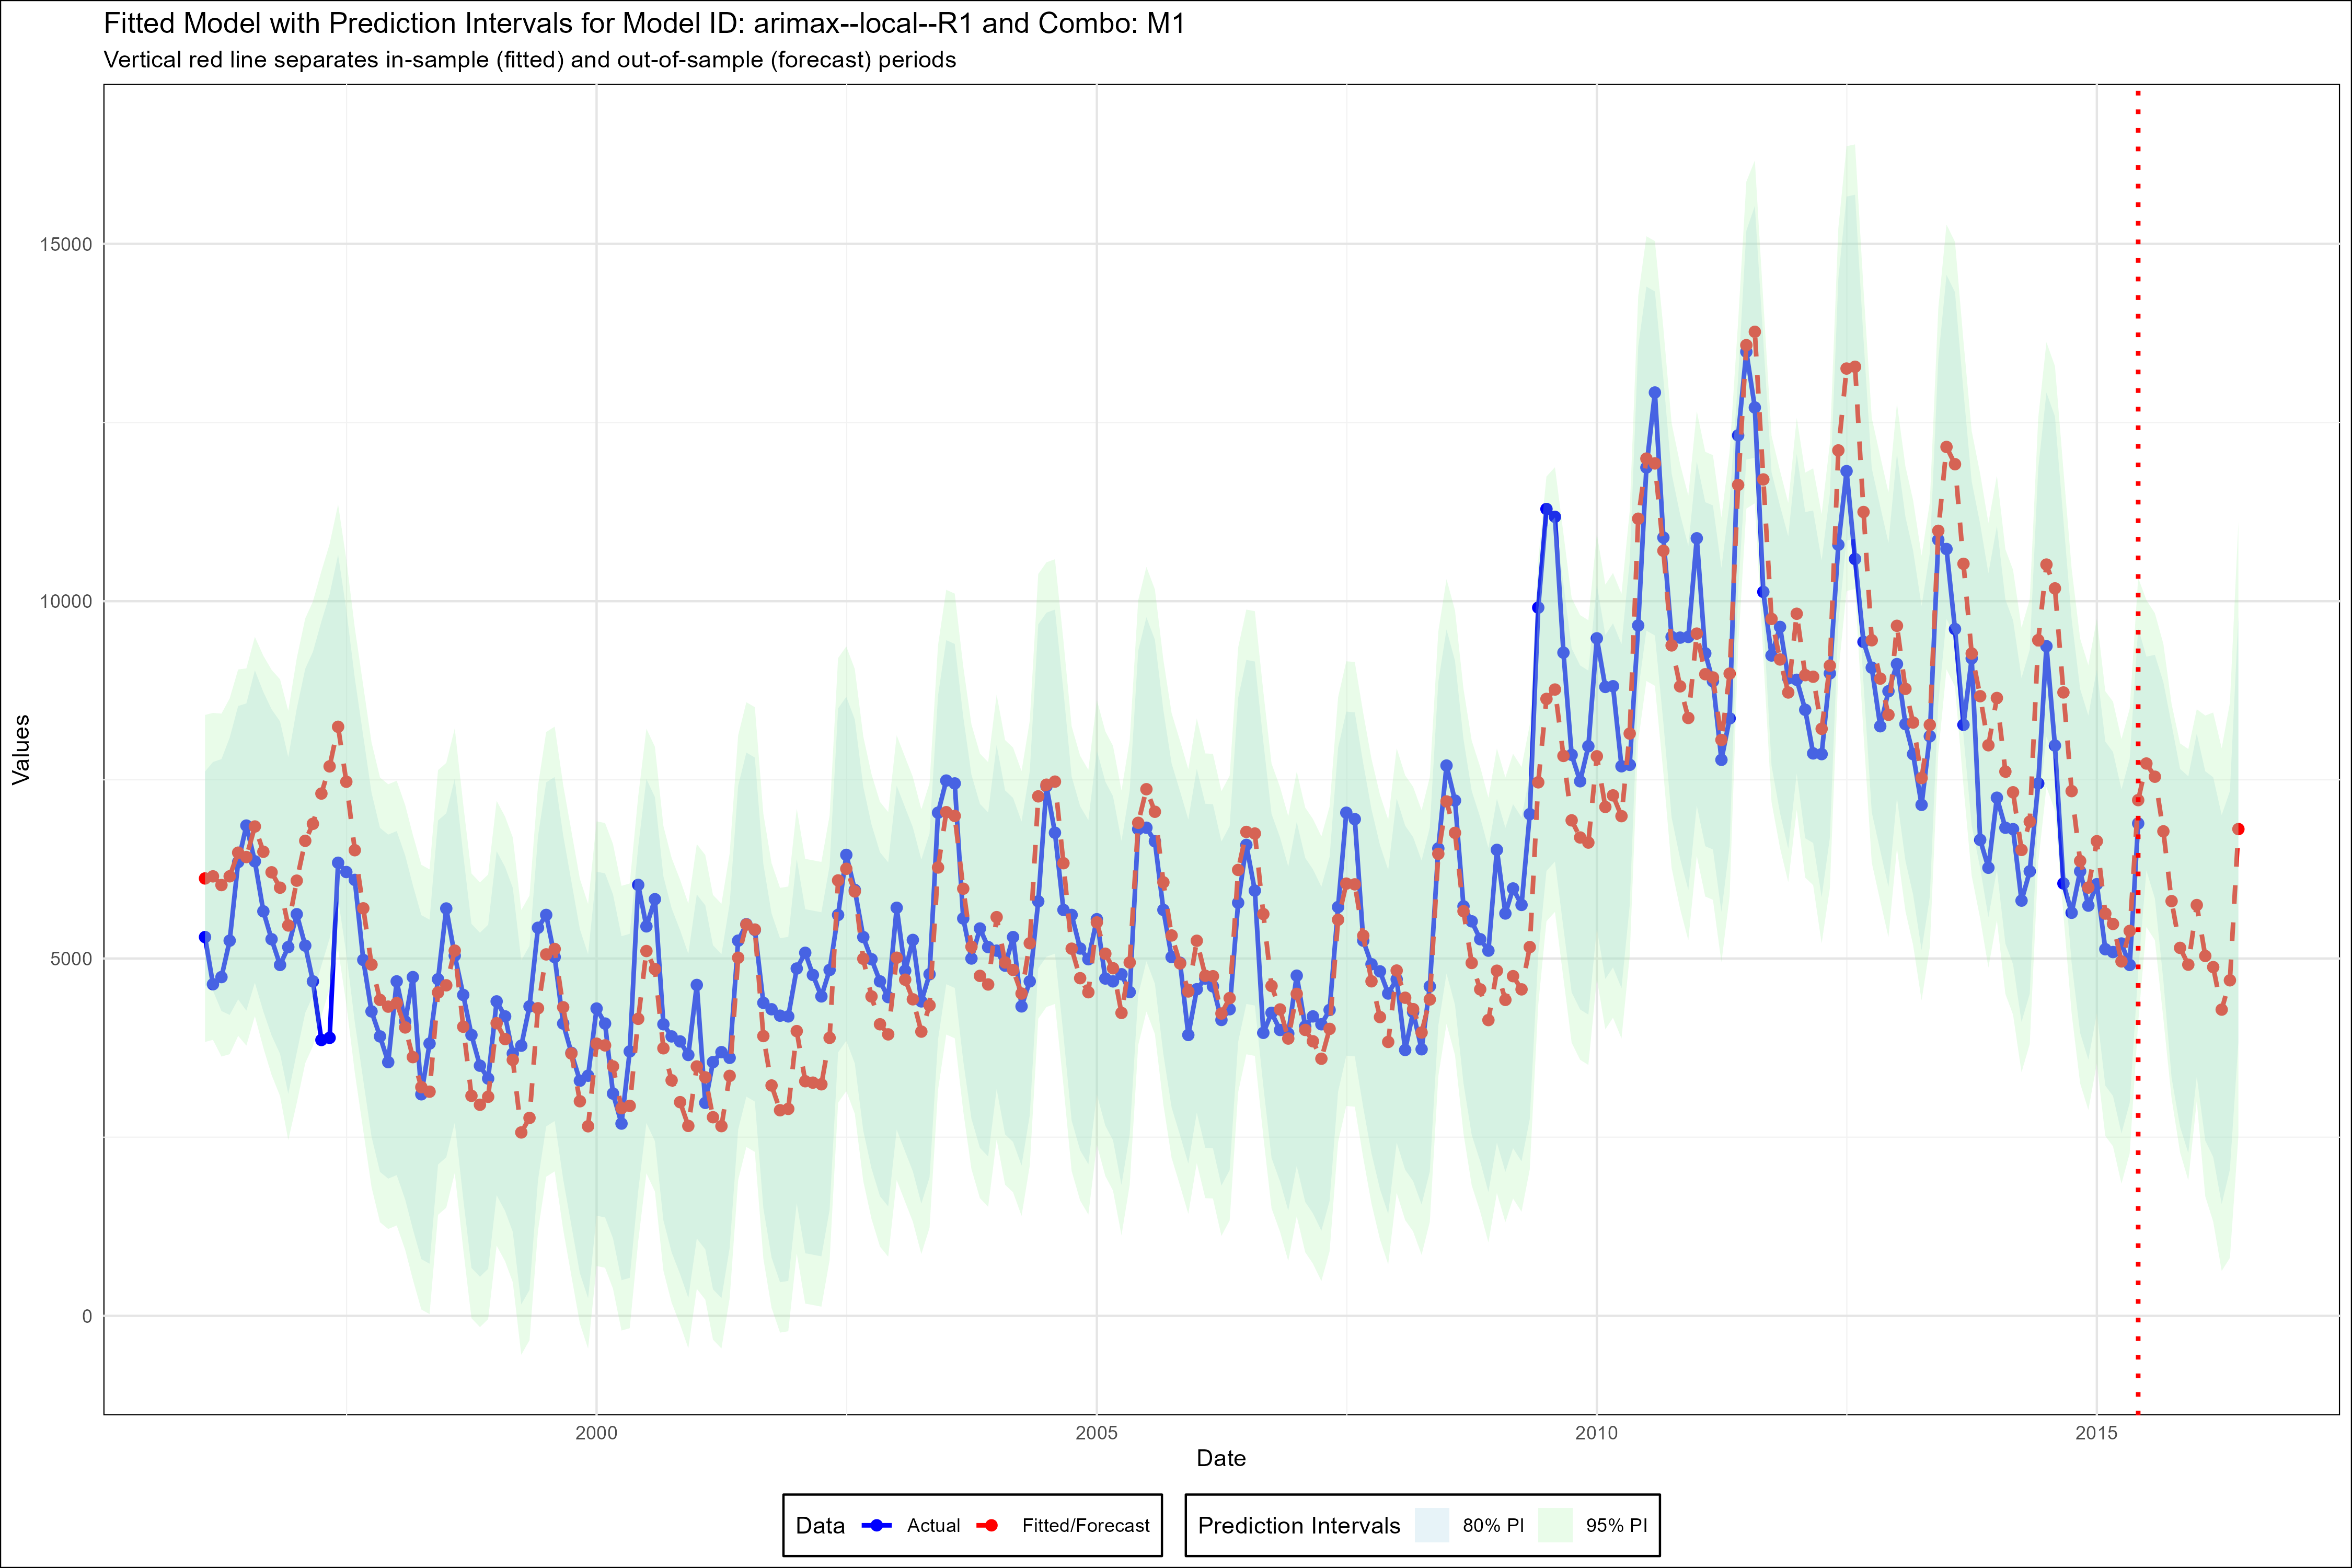 Fitted Model with Prediction Intervals for Model ID: arimax--local--R1 and Combo: M1
Vertical red line separates in-sample (fitted) and out-of-sample (forecast) periods
Values
15000
10000
5000
0
2000 2005 2010 2015
Date
Data Actual Fitted/Forecast Prediction Intervals 80% PI 95% PI